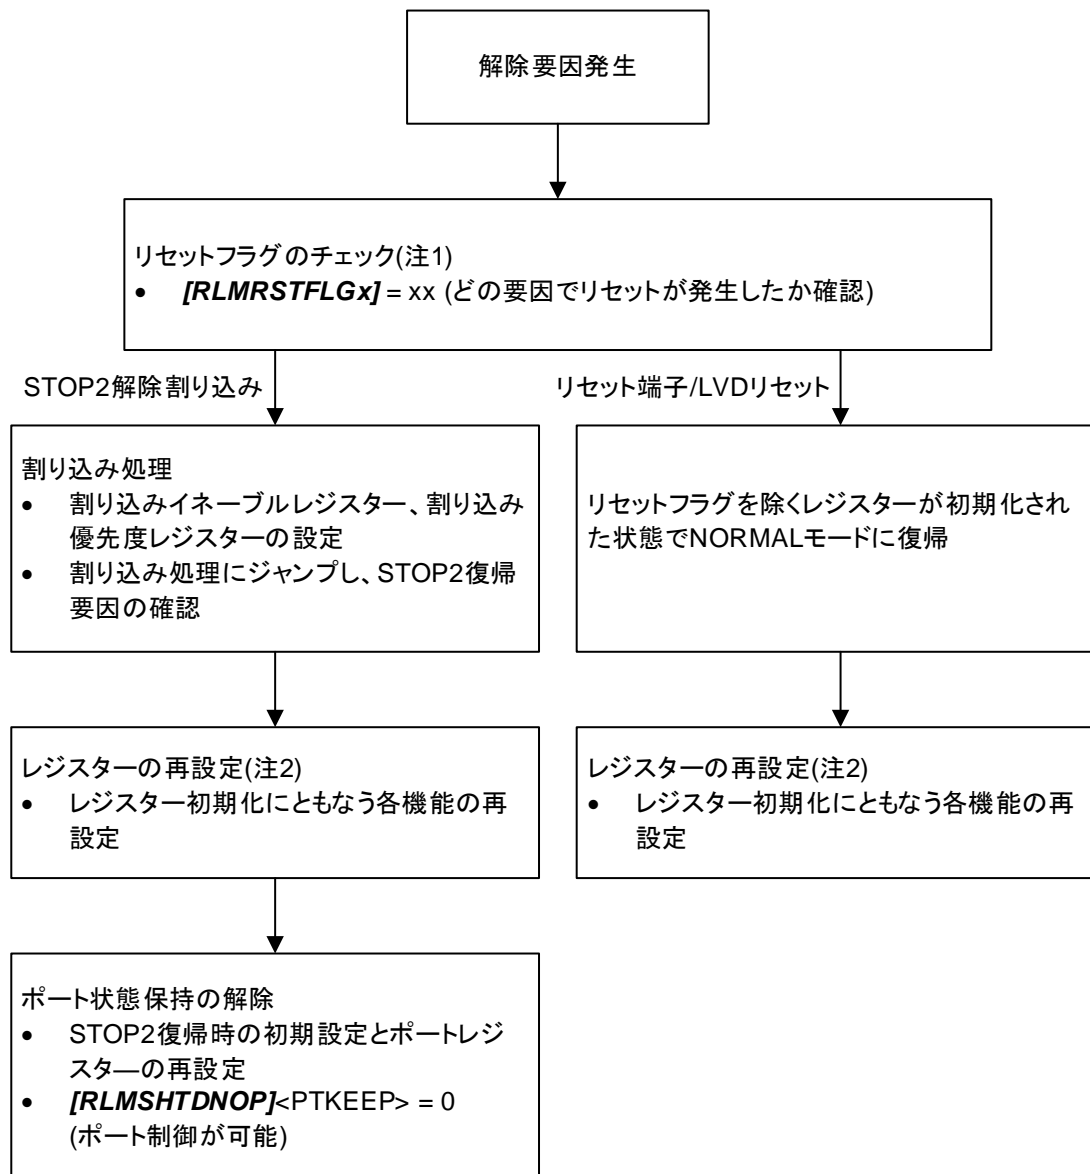 解除要因発生
リセットフラグのチェック(注1)
• [RLMRSTFLGx] = xx (どの要因でリセットが発生したか確認)
STOP2解除割り込み
リセット端子/LVDリセット
割り込み処理
• 割り込みイネーブルレジスター、割り込み
優先度レジスターの設定
• 割り込み処理にジャンプし、STOP2復帰
要因の確認
リセットフラグを除くレジスターが初期化され
た状態でNORMALモードに復帰
レジスターの再設定(注2)
• レジスター初期化にともなう各機能の再
設定
レジスターの再設定(注2)
• レジスター初期化にともなう各機能の再
設定
ポート状態保持の解除
• STOP2復帰時の初期設定とポートレジ
スタ―の再設定
• [RLMSHTDNOP]<PTKEEP> = 0
(ポート制御が可能)